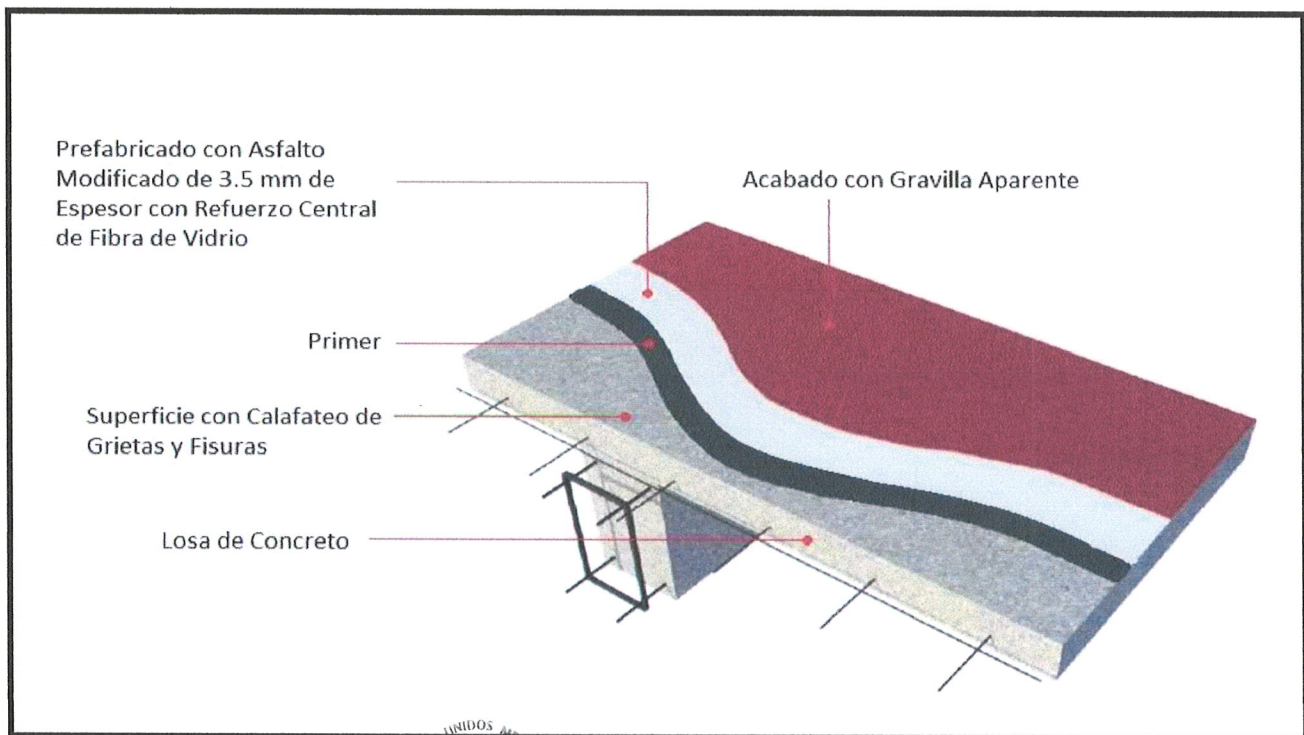 Prefabricado con Asfalto
Modificado de 3.5 mm de
Espesor con Refuerzo Central
de Fibra de Vidrio
Acabado con Gravilla Aparente
Primer
Superficie con Calafateo de
Grietas y Fisuras
Losa de Concreto
UNIDOS